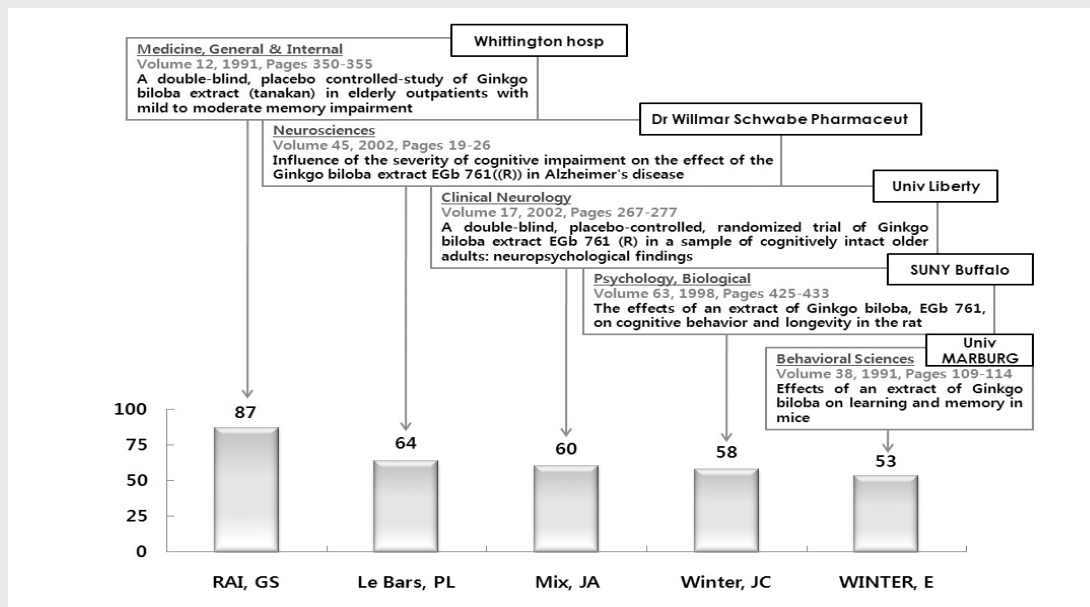 Whittington hosp
Medicine, General & Internal
Volume 12, 1991, Pages 350-355
A double-blind, placebo controlled-study of Ginkgo
biloba extract (tanakan) in elderly outpatients with
mild to moderate memory impairment
Dr Willmar Schwabe Pharmaceut
Neurosciences
Volume 45, 2002, Pages 19-26
Influence of the severity of cognitive impairment on the effect of the
Ginkgo biloba extract EGb 761((R)) in Alzheimer's disease
Univ Liberty
Clinical Neurology
Volume 17, 2002, Pages 267-277
A double-blind, placebo-controlled, randomized trial of Ginkgo
biloba extract EGb 761 (R) in a sample of cognitively intact older
adults: neuropsychological findings
SUNY Buffalo
Psychology, Biological
Volume 63, 1998, Pages 425-433
The effects of an extract of Ginkgo biloba, EGb 761,
on cognitive behavior and longevity in the rat
Univ
MARBURG
Behavioral Sciences
Volume 38, 1991, Pages 109-114
Effects of an extract of Ginkgo
biloba on learning and memory in
mice
100
75
50
25
0
87
64
60
58
53
RAI, GS
Le Bars, PL
Mix, JA
Winter, JC
WINTER, E